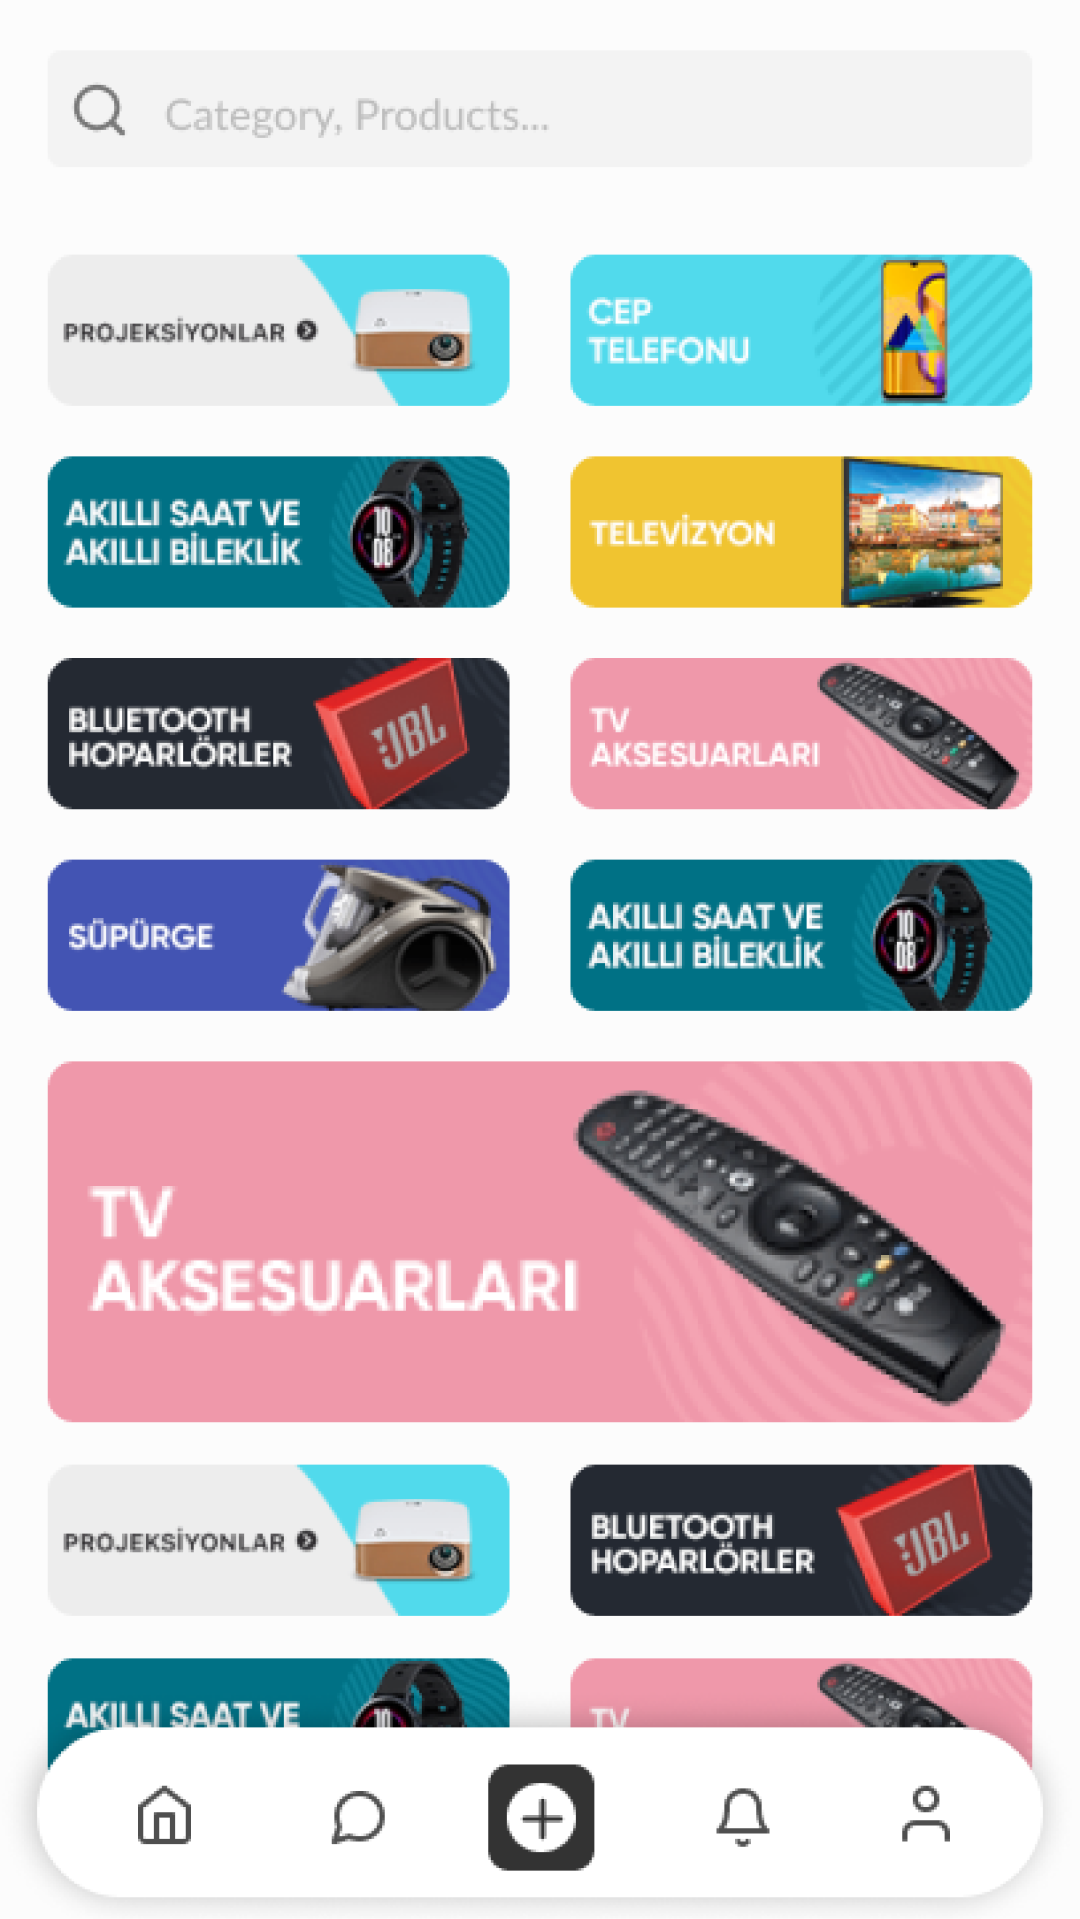 Category, Products...
PROJEKSİYONLAR
CEP
TELEFONU
AKILLI SAAT VE
AKILLI BİLEKLİK
10
08
TELEVİZYON
BLUETOOTH
HOPARLÖRLER
JBL
TV
AKSESUARLARI
SÜPÜRGE
AKILLI SAAT VE
AKILLI BİLEKLİK
10
08
TV
AKSESUARLARI
LG
PROJEKSİYONLAR
BLUETOOTH
HOPARLÖRLER
JBL
AKILLI SAAT VE
10
TV